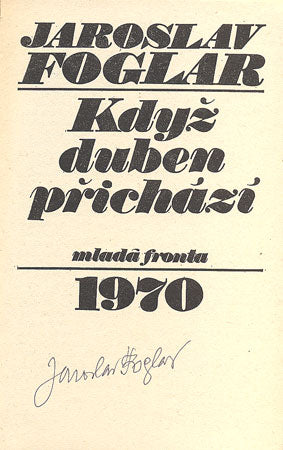 JAROSLAV
FOGLAR
Když
duben
přichází
mladá fronta
1970
Jaroslav Foglar